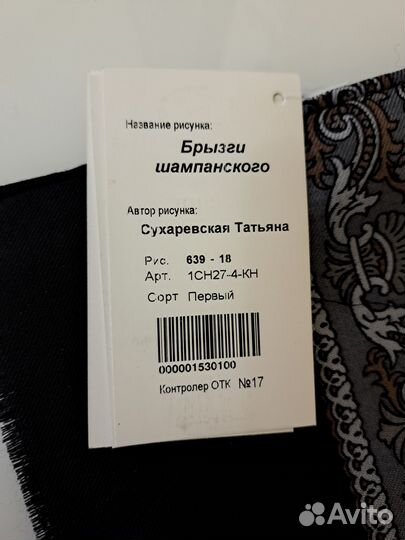 Название рисунка:
Брызги
шампанского
Автор рисунка:
Сухаревская Татьяна
Рис. 639 - 18
Арт. 1СН27-4-КН
Сорт Первый
000001530100
Контролер ОТК №17
Avito